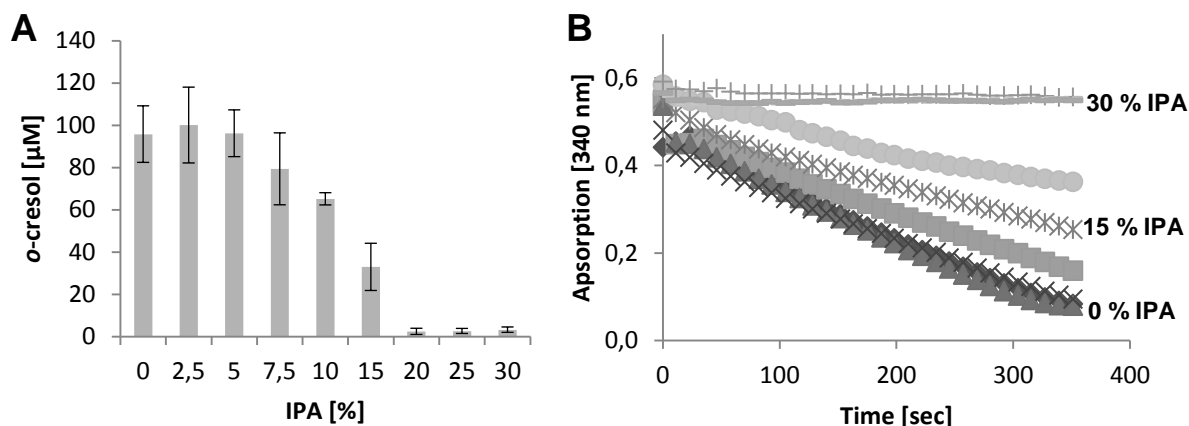 A
o-cresol [µM]
140
120
100
80
60
40
20
0
0 2,5 5 7,5 10 15 20 25 30
IPA [%]
B
Apsorption [340 nm]
0,6
0,4
0,2
0,0
30 % IPA
15 % IPA
0 % IPA
0 100 200 300 400
Time [sec]